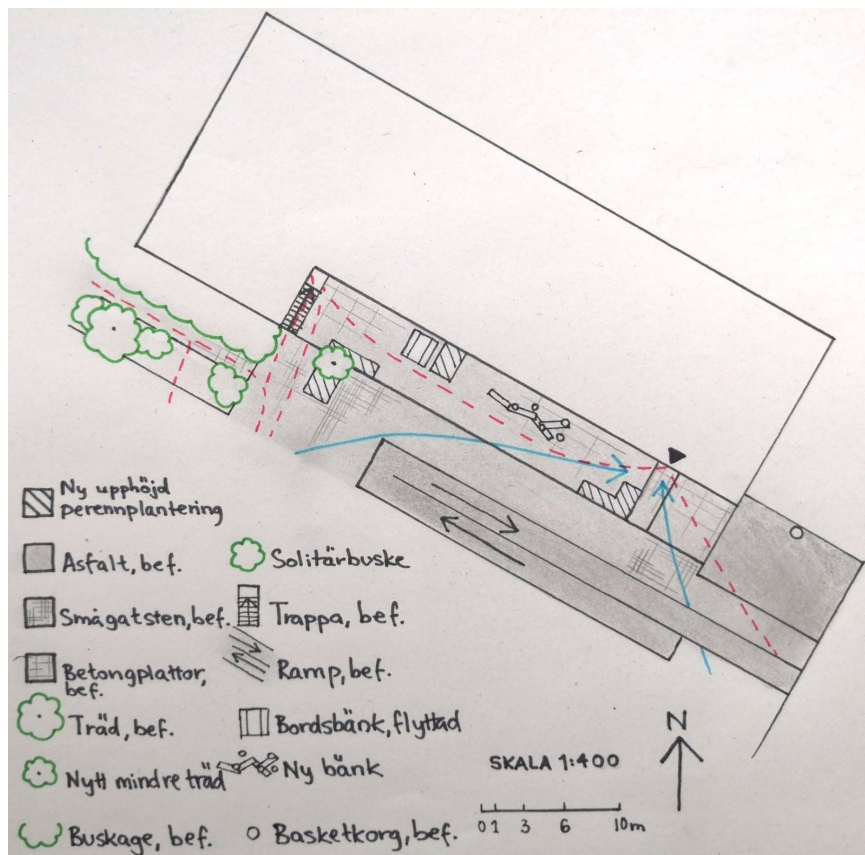 Ny upphöjd
perennplantering
Asfalt, bef.
Smågatsten, bef.
Betongplattor,
bef.
Träd, bef.
Nytt mindre träd
Buskage, bef.
Solitärbuske
Trappa, bef.
Ramp, bef.
Bordsbänk, flyttad
Ny bänk
Basketkorg, bef.
SKALA 1:400
0 1 3 6 10m
N